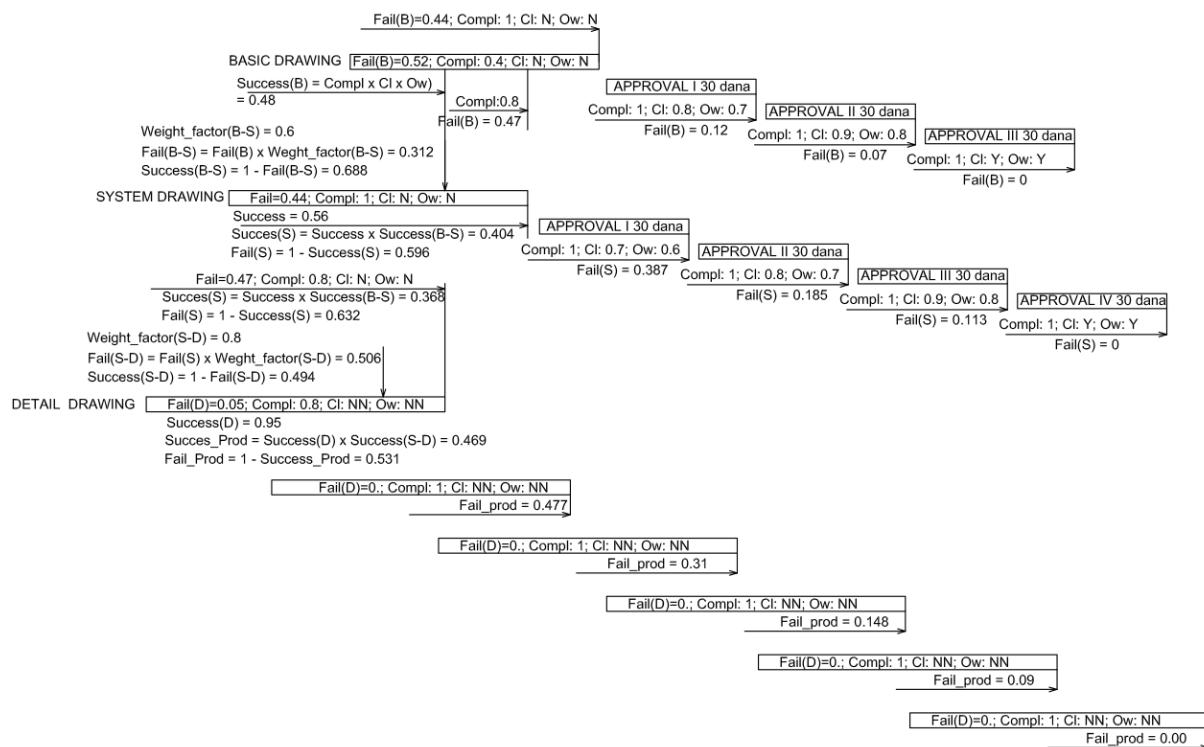 Fail(B)=0.44; Compl: 1; Cl: N; Ow: N
BASIC DRAWING
Fail(B)=0.52; Compl: 0.4; Cl: N; Ow: N
Success(B) = Compl x Cl x Ow)
= 0.48
Compl:0.8
Fail(B) = 0.47
APPROVAL I 30 dana
Compl: 1; Cl: 0.8; Ow: 0.7
Fail(B) = 0.12
APPROVAL II 30 dana
Compl: 1; Cl: 0.9; Ow: 0.8
Fail(B) = 0.07
APPROVAL III 30 dana
Compl: 1; Cl: Y; Ow: Y
Fail(B) = 0
Weight_factor(B-S) = 0.6
Fail(B-S) = Fail(B) x Weght_factor(B-S) = 0.312
Success(B-S) = 1 - Fail(B-S) = 0.688
SYSTEM DRAWING
Fail=0.44; Compl: 1; Cl: N; Ow: N
Success = 0.56
Succes(S) = Success x Success(B-S) = 0.404
Fail(S) = 1 - Success(S) = 0.596
APPROVAL I 30 dana
Compl: 1; Cl: 0.7; Ow: 0.6
Fail(S) = 0.387
APPROVAL II 30 dana
Compl: 1; Cl: 0.8; Ow: 0.7
Fail(S) = 0.185
APPROVAL III 30 dana
Compl: 1; Cl: 0.9; Ow: 0.8
Fail(S) = 0.113
APPROVAL IV 30 dana
Compl: 1; Cl: Y; Ow: Y
Fail(S) = 0
Fail=0.47; Compl: 0.8; Cl: N; Ow: N
Succes(S) = Success x Success(B-S) = 0.368
Fail(S) = 1 - Success(S) = 0.632
Weight_factor(S-D) = 0.8
Fail(S-D) = Fail(S) x Weght_factor(S-D) = 0.506
Success(S-D) = 1 - Fail(S-D) = 0.494
DETAIL DRAWING
Fail(D)=0.05; Compl: 0.8; Cl: NN; Ow: NN
Success(D) = 0.95
Succes_Prod = Success(D) x Success(S-D) = 0.469
Fail_Prod = 1 - Success_Prod = 0.531
Fail(D)=0.; Compl: 1; Cl: NN; Ow: NN
Fail_prod = 0.477
Fail(D)=0.; Compl: 1; Cl: NN; Ow: NN
Fail_prod = 0.31
Fail(D)=0.; Compl: 1; Cl: NN; Ow: NN
Fail_prod = 0.148
Fail(D)=0.; Compl: 1; Cl: NN; Ow: NN
Fail_prod = 0.09
Fail(D)=0.; Compl: 1; Cl: NN; Ow: NN
Fail_prod = 0.00